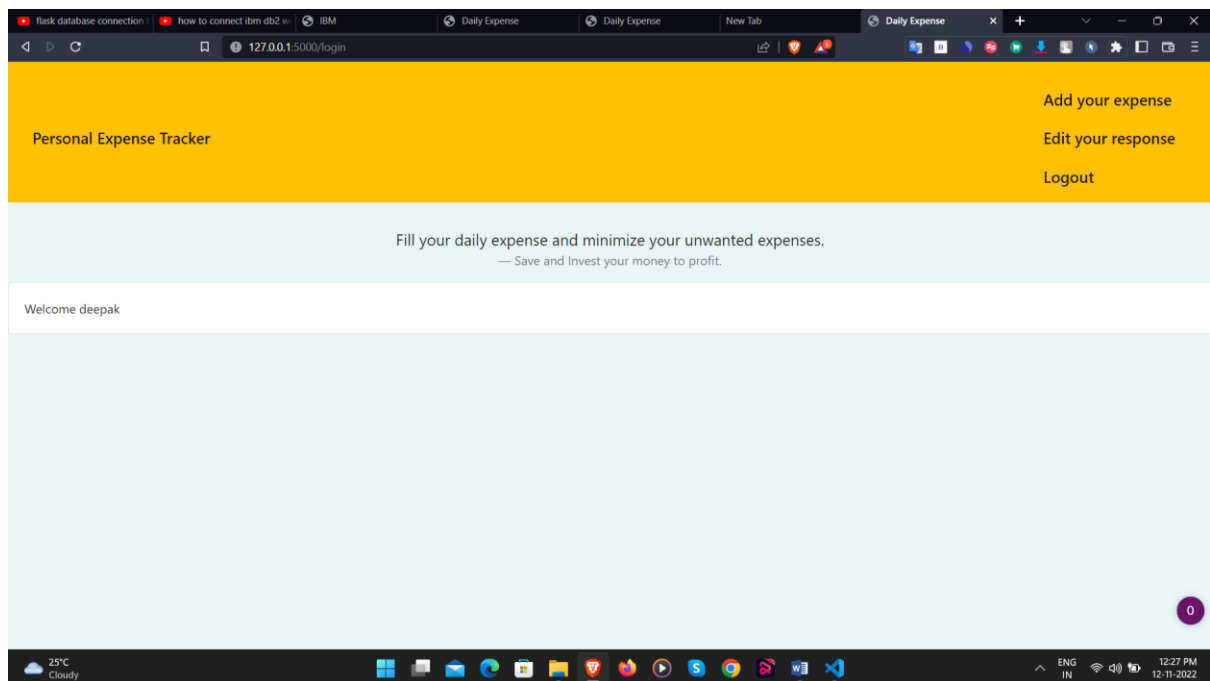 flask database connection
how to connect ibm db2 w
IBM
Daily Expense
Daily Expense
New Tab
Daily Expense
127.0.0.1:5000/login
Add your expense
Personal Expense Tracker
Edit your response
Logout
Fill your daily expense and minimize your unwanted expenses.
— Save and Invest your money to profit.
Welcome deepak
0
25°C
Cloudy
ENG
IN
12:27 PM
12-11-2022